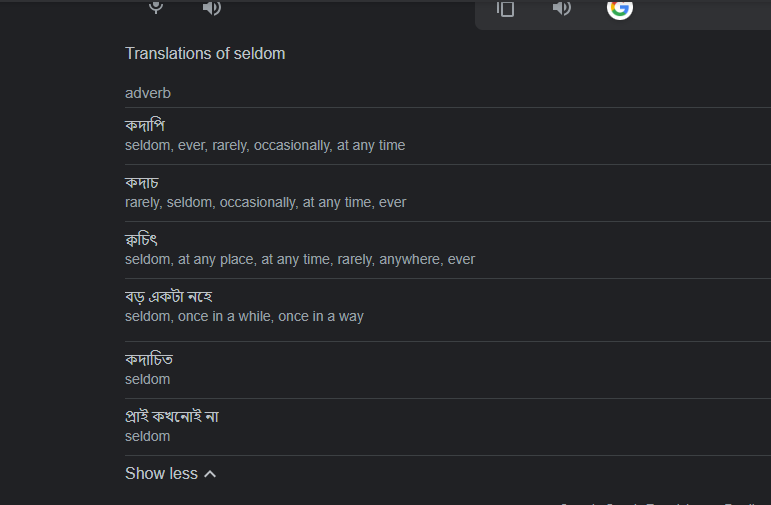 Translations of seldom
adverb
কদাপি
seldom, ever, rarely, occasionally, at any time
কদাচ
rarely, seldom, occasionally, at any time, ever
ক্বচিৎ
seldom, at any place, at any time, rarely, anywhere, ever
বড় একটা নহে
seldom, once in a while, once in a way
কদাচিত
seldom
প্রাই কখনোই না
seldom
Show less